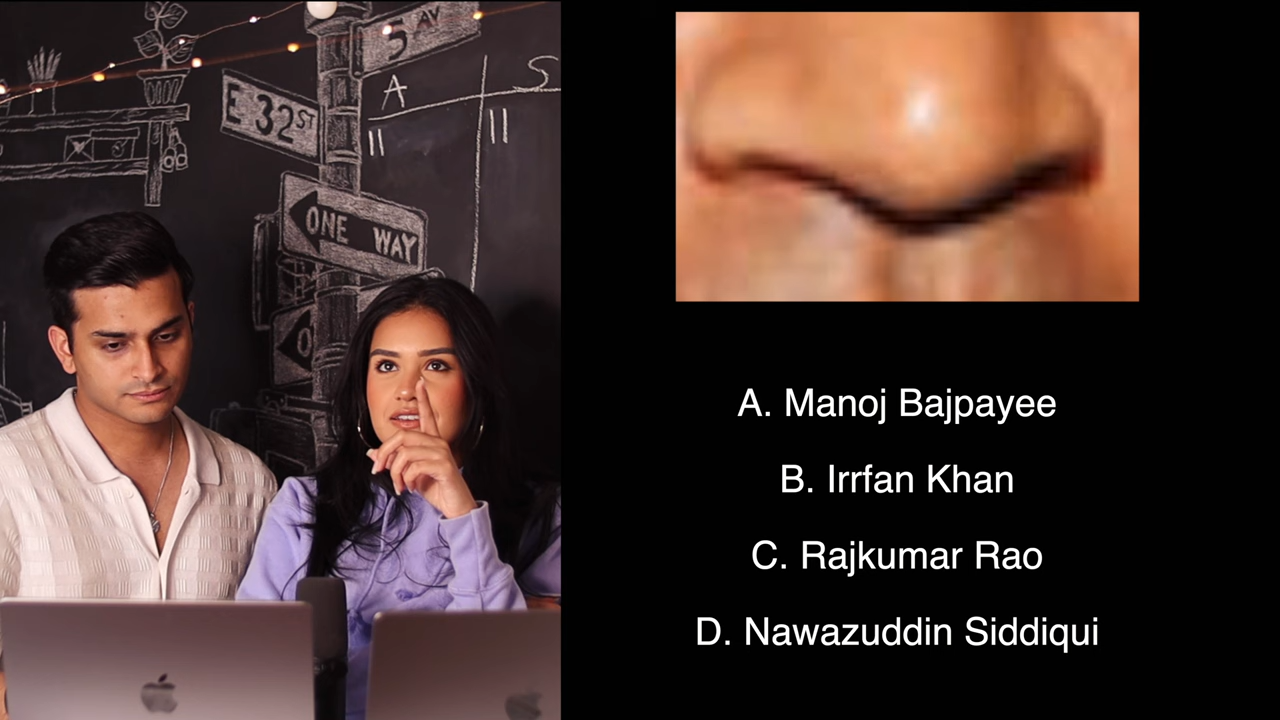 5 AV
A S
E 32ST
" "
ONE WAY
A. Manoj Bajpayee
B. Irrfan Khan
C. Rajkumar Rao
D. Nawazuddin Siddiqui